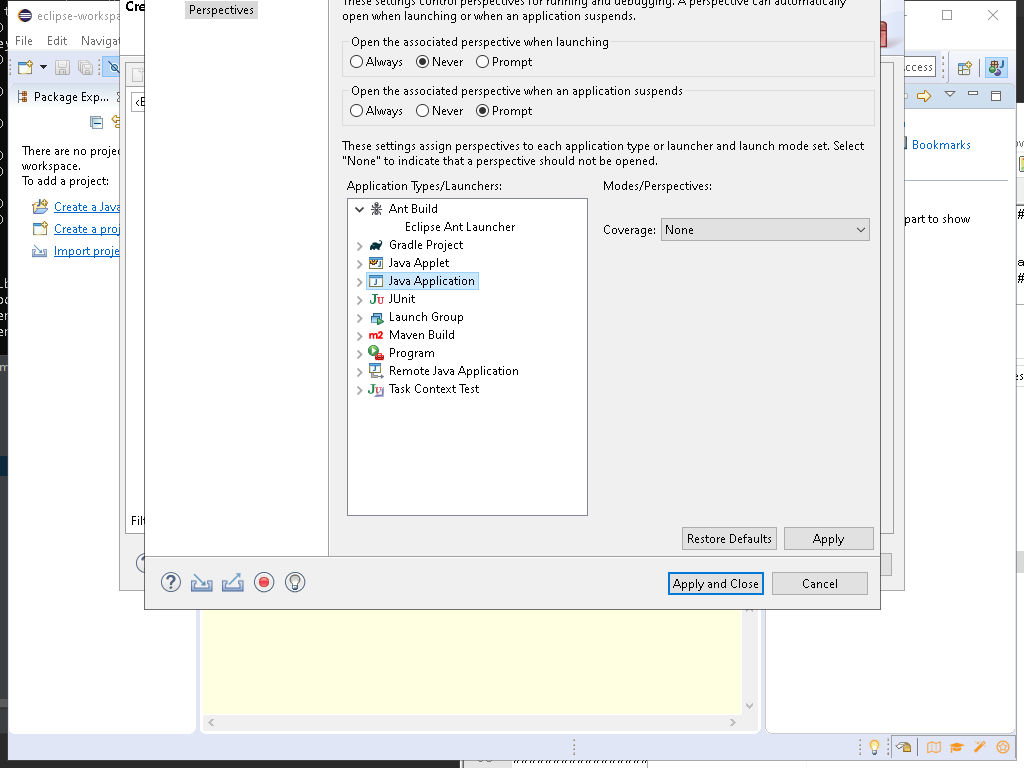 eclipse-workspa
Cre
Perspectives
These settings control perspectives for running and debugging. A perspective can automatically
open when launching or when an application suspends.
File Edit Navigat
Open the associated perspective when launching
Always Never Prompt
Open the associated perspective when an application suspends
Always Never Prompt
ccess
Package Exp...
<E
There are no proje
workspace.
To add a project:
Create a Java
Create a proj
Import proje
Bookmarks
part to show
These settings assign perspectives to each application type or launcher and launch mode set. Select
"None" to indicate that a perspective should not be opened.
Application Types/Launchers:
Modes/Perspectives:
Ant Build
Eclipse Ant Launcher
Gradle Project
Java Applet
Java Application
JUnit
Launch Group
Maven Build
Program
Remote Java Application
Task Context Test
Coverage: None
Filt
Restore Defaults Apply
Apply and Close Cancel